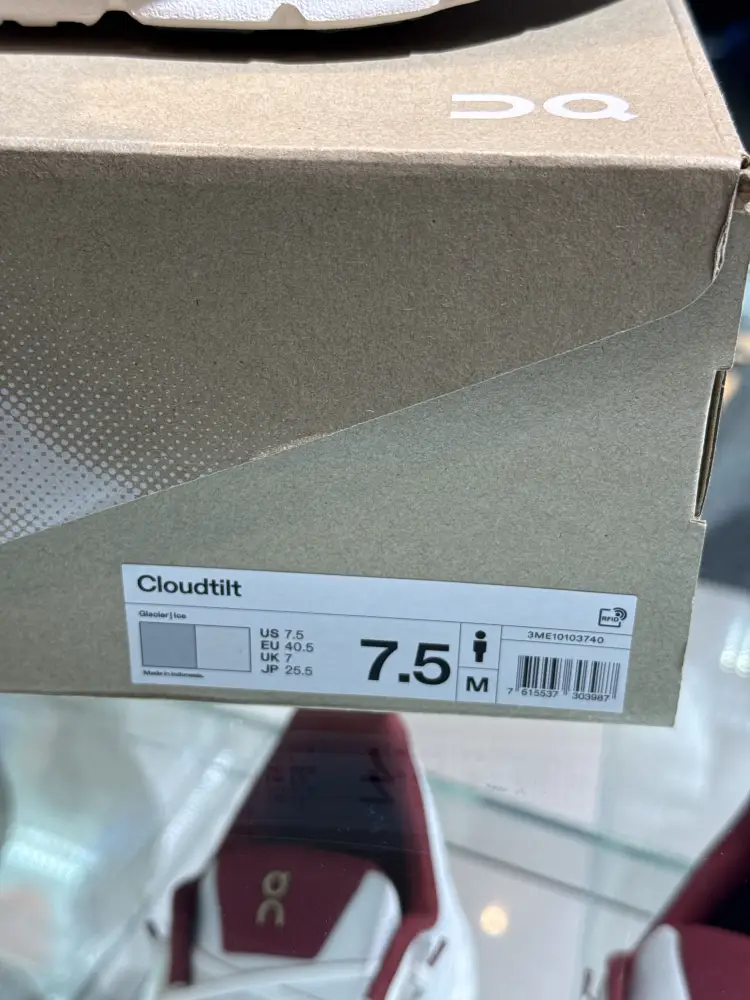 Cloudtilt
Glacier | Ice
US 7.5
EU 40.5
UK 7
JP 25.5
Made in Indonesia
7.5
M
RFID
3ME10103740
7 615537 303987